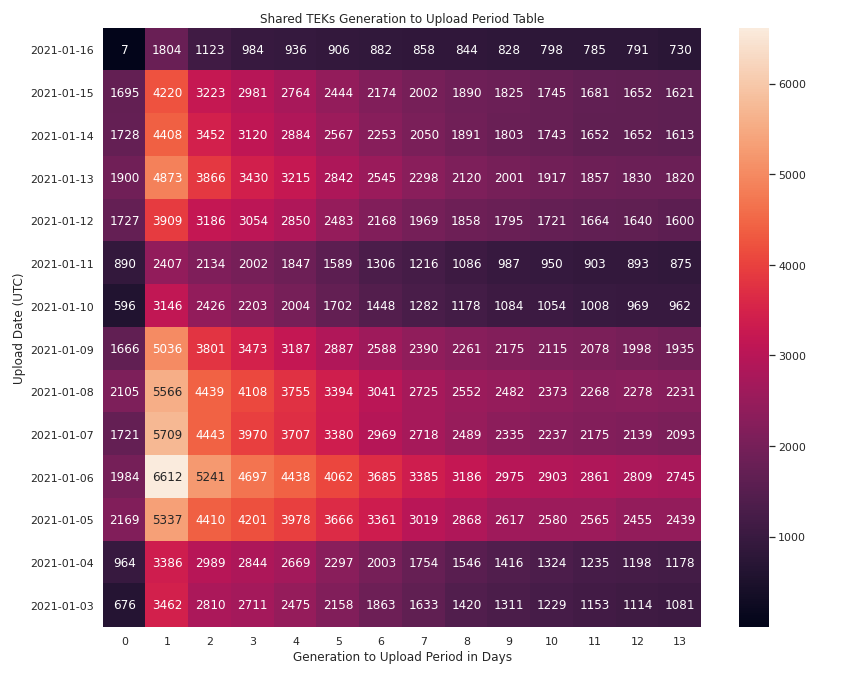 Shared TEKs Generation to Upload Period Table
Upload Date (UTC)
2021-01-16 7 1804 1123 984 936 906 882 858 844 828 798 785 791 730
2021-01-15 1695 4220 3223 2981 2764 2444 2174 2002 1890 1825 1745 1681 1652 1621
2021-01-14 1728 4408 3452 3120 2884 2567 2253 2050 1891 1803 1743 1652 1652 1613
2021-01-13 1900 4873 3866 3430 3215 2842 2545 2298 2120 2001 1917 1857 1830 1820
2021-01-12 1727 3909 3186 3054 2850 2483 2168 1969 1858 1795 1721 1664 1640 1600
2021-01-11 890 2407 2134 2002 1847 1589 1306 1216 1086 987 950 903 893 875
2021-01-10 596 3146 2426 2203 2004 1702 1448 1282 1178 1084 1054 1008 969 962
2021-01-09 1666 5036 3801 3473 3187 2887 2588 2390 2261 2175 2115 2078 1998 1935
2021-01-08 2105 5566 4439 4108 3755 3394 3041 2725 2552 2482 2373 2268 2278 2231
2021-01-07 1721 5709 4443 3970 3707 3380 2969 2718 2489 2335 2237 2175 2139 2093
2021-01-06 1984 6612 5241 4697 4438 4062 3685 3385 3186 2975 2903 2861 2809 2745
2021-01-05 2169 5337 4410 4201 3978 3666 3361 3019 2868 2617 2580 2565 2455 2439
2021-01-04 964 3386 2989 2844 2669 2297 2003 1754 1546 1416 1324 1235 1198 1178
2021-01-03 676 3462 2810 2711 2475 2158 1863 1633 1420 1311 1229 1153 1114 1081
0 1 2 3 4 5 6 7 8 9 10 11 12 13
Generation to Upload Period in Days
6000
5000
4000
3000
2000
1000